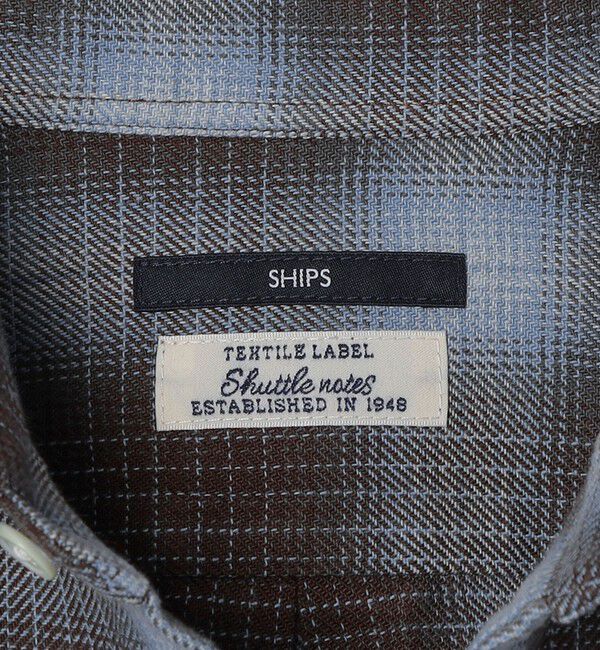 SHIPS
TEXTILE LABEL
Shuttle notes
ESTABLISHED IN 1948